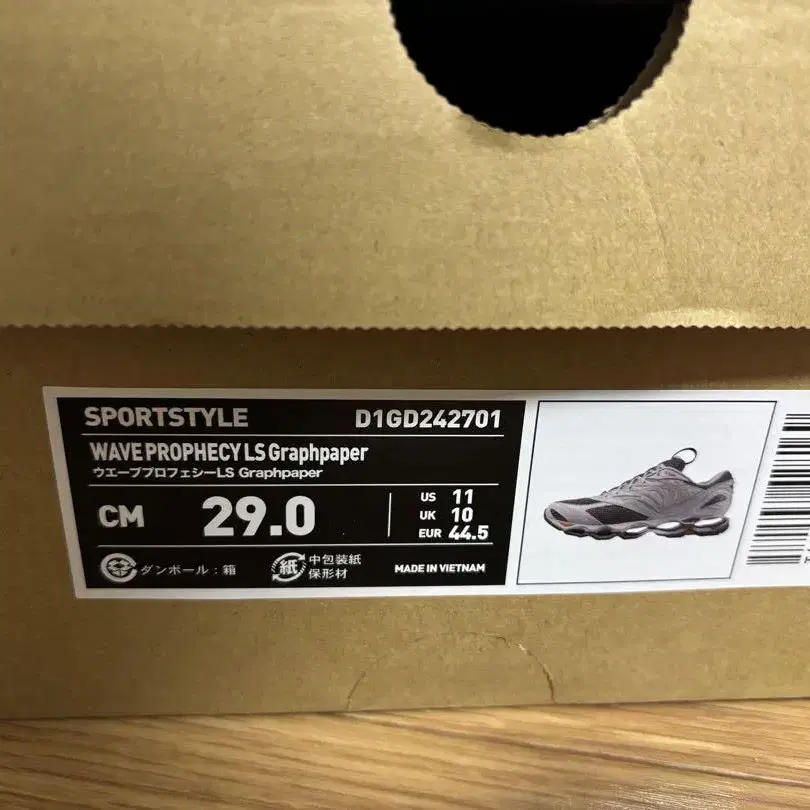 SPORTSTYLE D1GD242701
WAVE PROPHECY LS Graphpaper
ウエーブプロフェシーLS Graphpaper
CM 29.0
US 11
UK 10
EUR 44.5
ダンボール:箱
紙 中包装紙
保形材
MADE IN VIETNAM